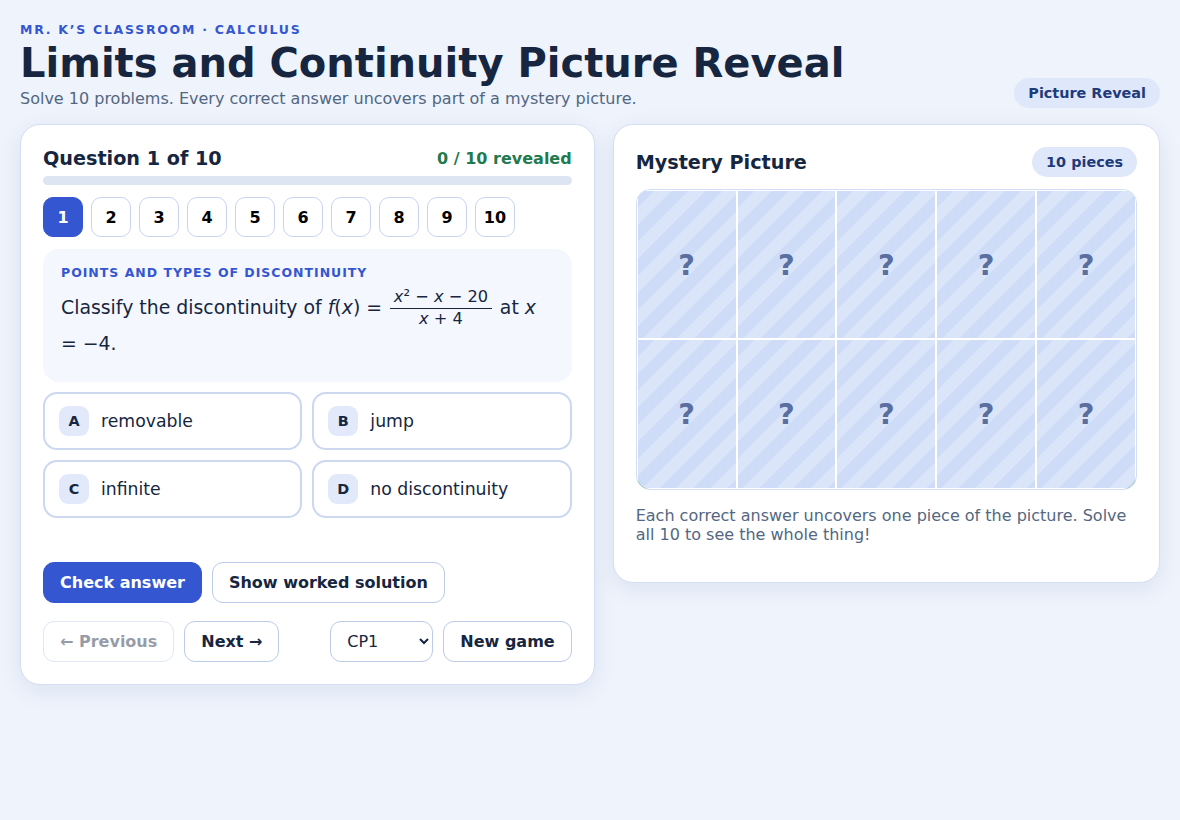 MR. K’S CLASSROOM · CALCULUS
Limits and Continuity Picture Reveal
Solve 10 problems. Every correct answer uncovers part of a mystery picture.
Picture Reveal
Question 1 of 10
0 / 10 revealed
1 2 3 4 5 6 7 8 9 10
POINTS AND TYPES OF DISCONTINUITY
Classify the discontinuity of f(x) = (x² − x − 20)/(x + 4) at x
= −4.
A removable
B jump
C infinite
D no discontinuity
Check answer
Show worked solution
← Previous
Next →
CP1
New game
Mystery Picture
10 pieces
? ? ? ? ?
? ? ? ? ?
Each correct answer uncovers one piece of the picture. Solve
all 10 to see the whole thing!